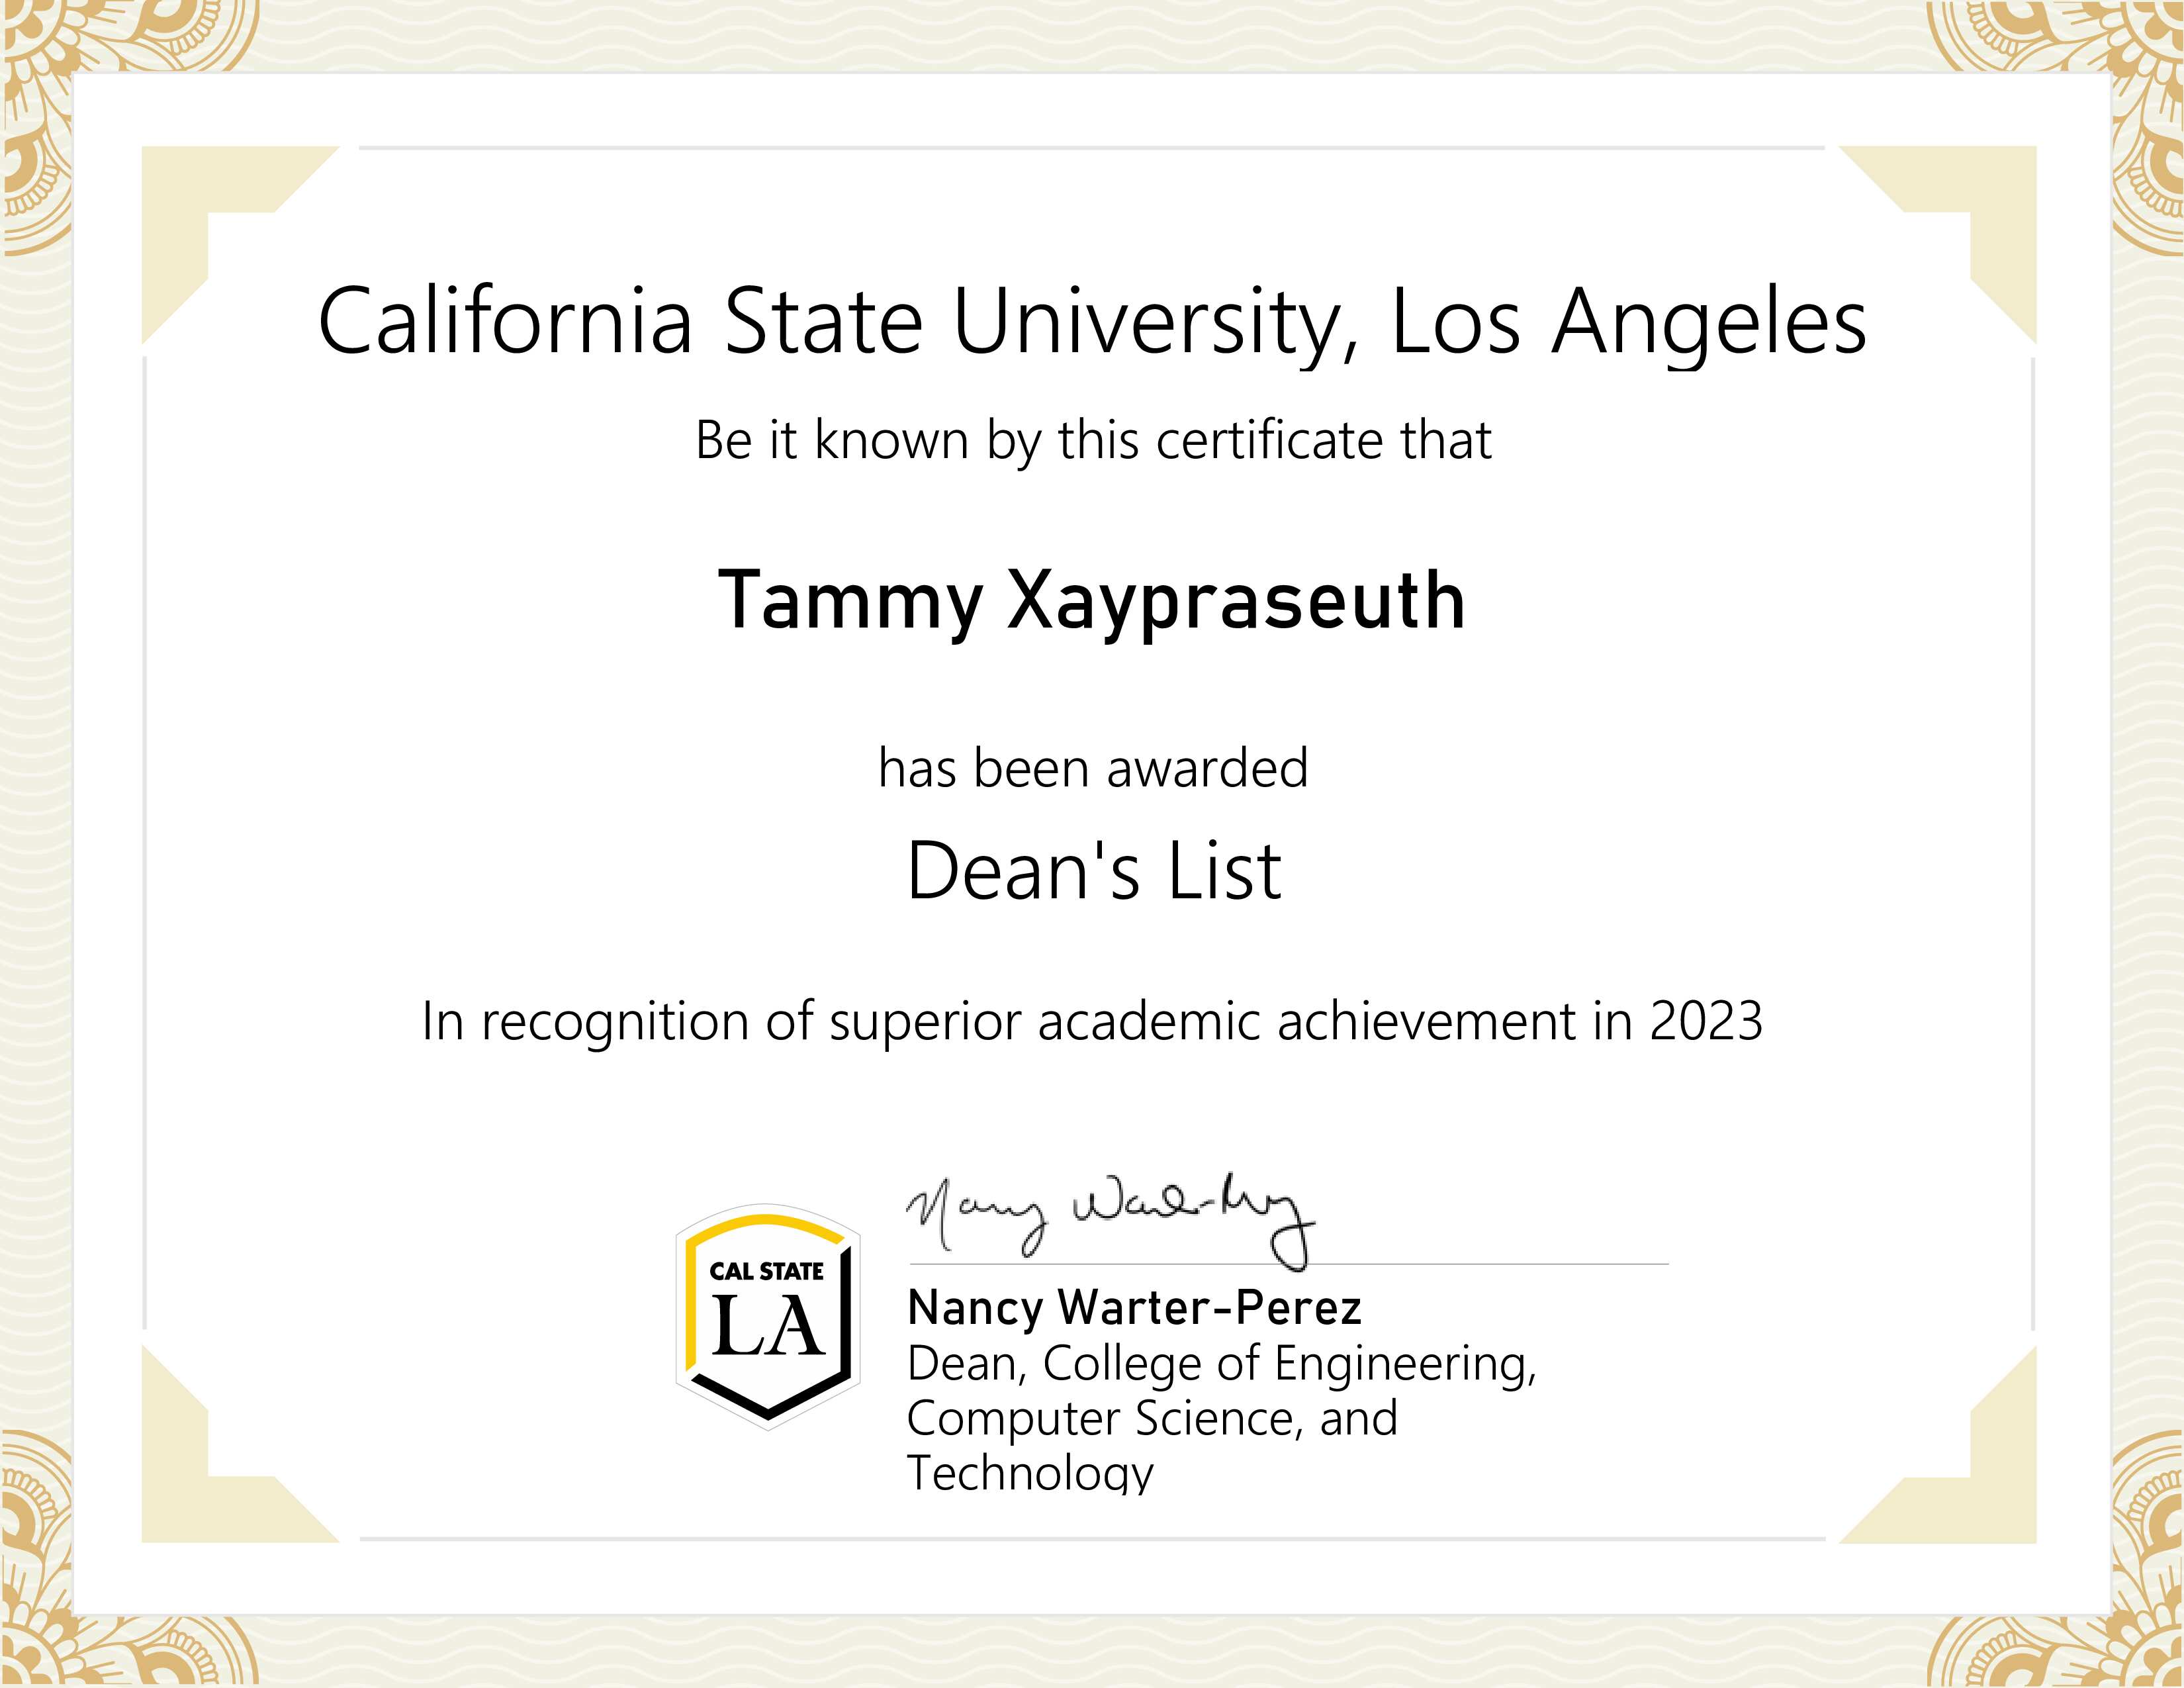 California State University, Los Angeles
Be it known by this certificate that
Tammy Xaypraseuth
has been awarded
Dean's List
In recognition of superior academic achievement in 2023
Nancy Warter-Perez
CAL STATE
LA
Nancy Warter-Perez
Dean, College of Engineering,
Computer Science, and
Technology